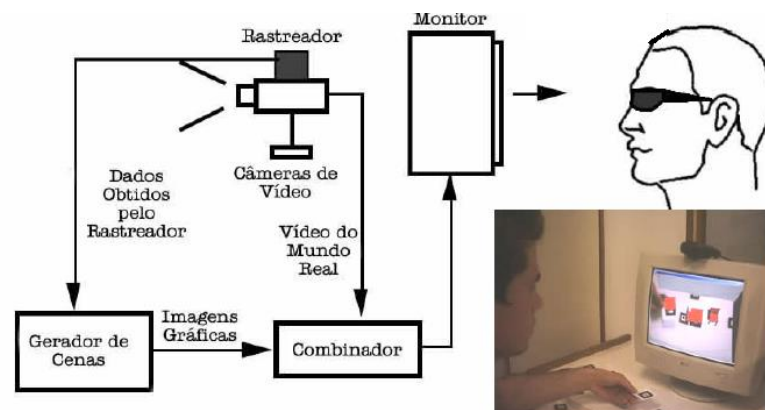 Monitor
Rastreador
Dados
Obtidos
pelo
Rastreador
Câmeras de
Vídeo
Vídeo do
Mundo
Real
Imagens
Gráficas
Gerador de
Cenas
Combinador